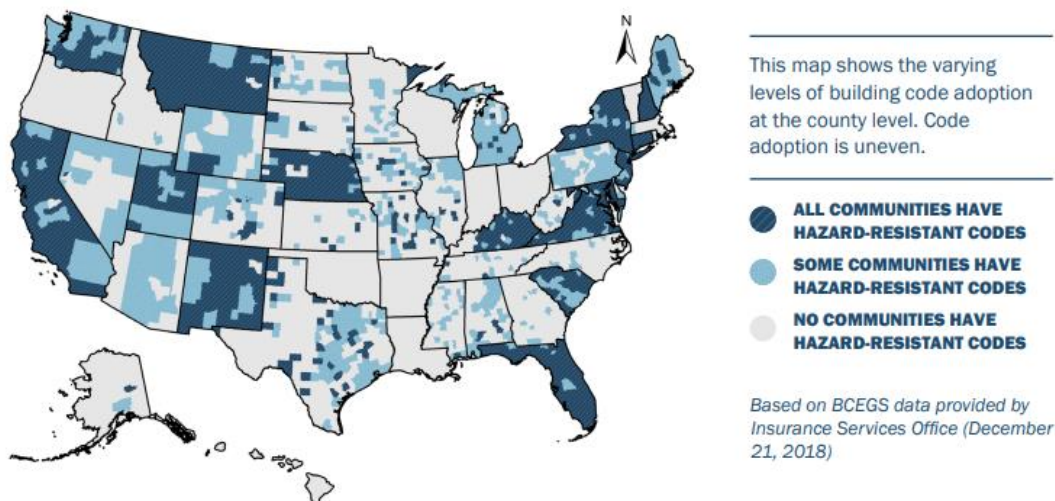 N
This map shows the varying
levels of building code adoption
at the county level. Code
adoption is uneven.
ALL COMMUNITIES HAVE
HAZARD-RESISTANT CODES
SOME COMMUNITIES HAVE
HAZARD-RESISTANT CODES
NO COMMUNITIES HAVE
HAZARD-RESISTANT CODES
Based on BCEGS data provided by
Insurance Services Office (December
21, 2018)